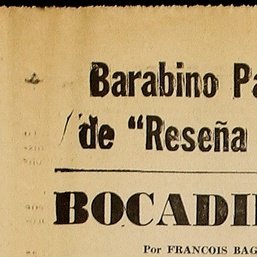 Barabino Pa
de "Reseña
BOCADI
Por FRANCOIS BAG